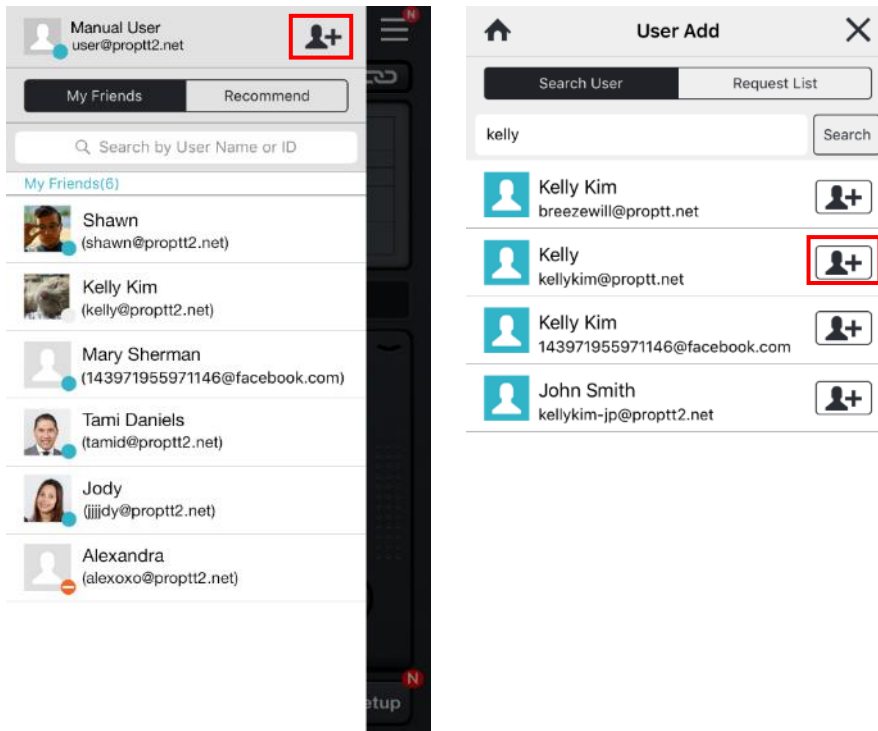 Manual User
user@proptt2.net
N
My Friends
Recommend
Search by User Name or ID
My Friends(6)
Shawn
(shawn@proptt2.net)
Kelly Kim
(kelly@proptt2.net)
Mary Sherman
(143971955971146@facebook.com)
Tami Daniels
(tamid@proptt2.net)
Jody
(jjjjdy@proptt2.net)
Alexandra
(alexoxo@proptt2.net)
N
etup
User Add
Search User
Request List
kelly
Search
Kelly Kim
breezewill@proptt.net
Kelly
kellykim@proptt.net
Kelly Kim
143971955971146@facebook.com
John Smith
kellykim-jp@proptt2.net